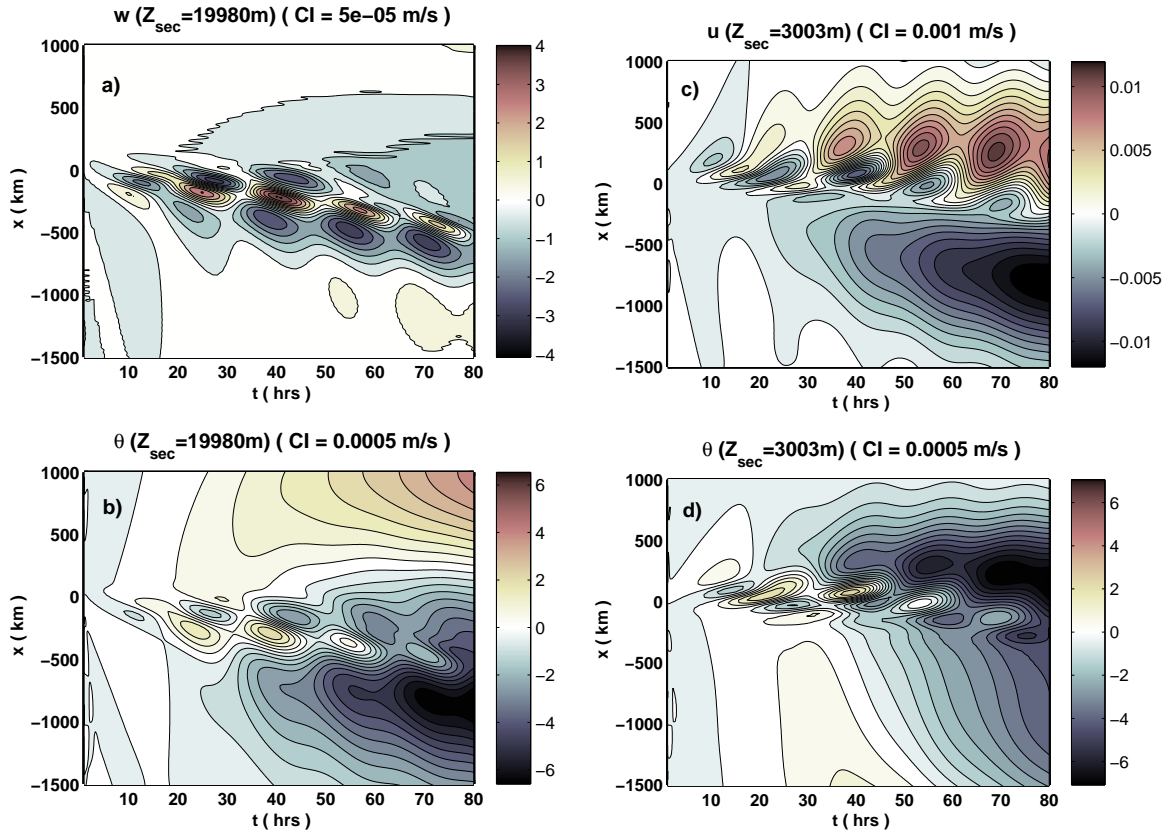 w (Z_sec=19980m) ( CI = 5e−05 m/s )
a)
1000
500
0
−500
−1000
−1500
x ( km )
10 20 30 40 50 60 70 80
t ( hrs )
4
3
2
1
0
−1
−2
−3
−4
u (Z_sec=3003m) ( CI = 0.001 m/s )
c)
1000
500
0
−500
−1000
−1500
x ( km )
10 20 30 40 50 60 70 80
t ( hrs )
0.01
0.005
0
−0.005
−0.01
θ (Z_sec=19980m) ( CI = 0.0005 m/s )
b)
1000
500
0
−500
−1000
−1500
x ( km )
10 20 30 40 50 60 70 80
t ( hrs )
6
4
2
0
−2
−4
−6
θ (Z_sec=3003m) ( CI = 0.0005 m/s )
d)
1000
500
0
−500
−1000
−1500
x ( km )
10 20 30 40 50 60 70 80
t ( hrs )
6
4
2
0
−2
−4
−6